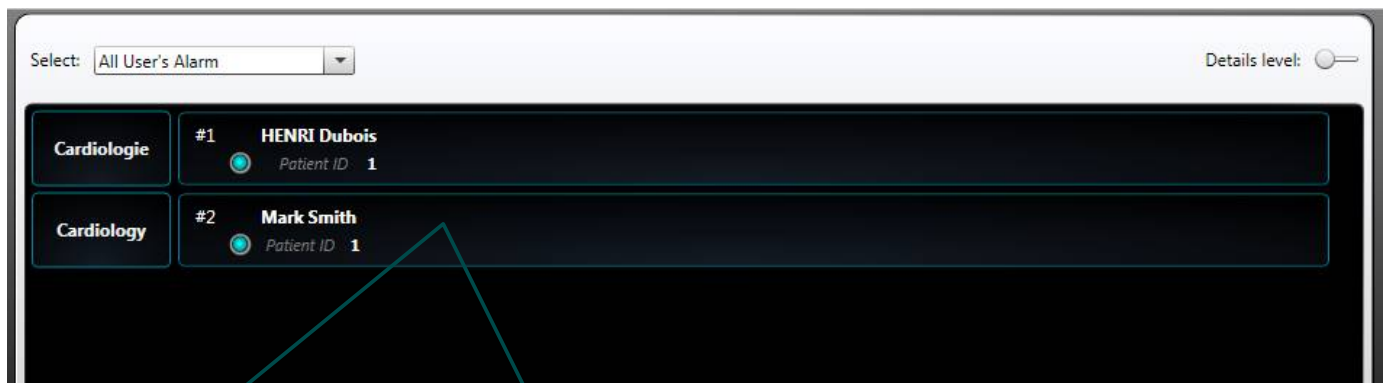 Select: All User's Alarm Details level:
Cardiologie #1 HENRI Dubois
Patient ID 1
Cardiology #2 Mark Smith
Patient ID 1